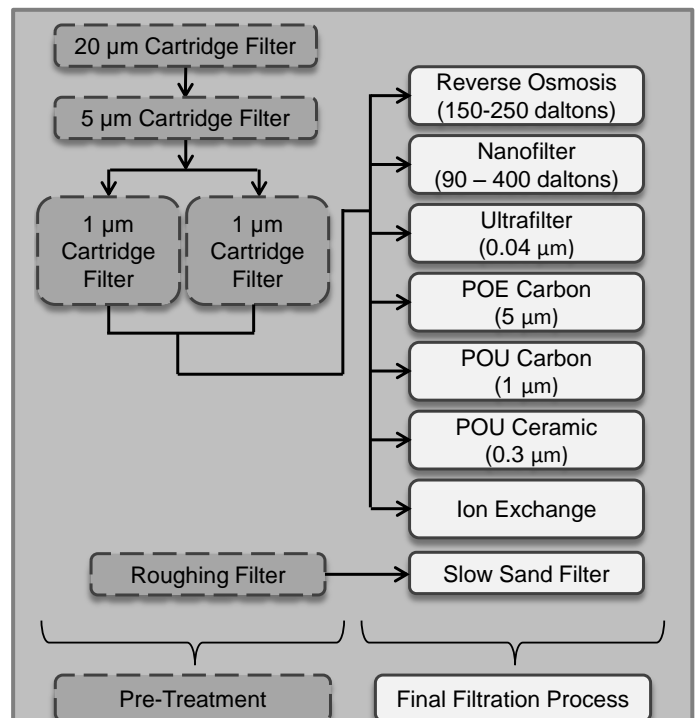 20 µm Cartridge Filter
5 µm Cartridge Filter
1 µm
Cartridge
Filter
1 µm
Cartridge
Filter
Reverse Osmosis
(150-250 daltons)
Nanofilter
(90 – 400 daltons)
Ultrafilter
(0.04 µm)
POE Carbon
(5 µm)
POU Carbon
(1 µm)
POU Ceramic
(0.3 µm)
Ion Exchange
Roughing Filter
Slow Sand Filter
Pre-Treatment
Final Filtration Process